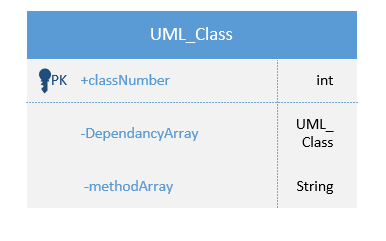 UML_Class
PK +classNumber int
-DependancyArray UML_
Class
-methodArray String